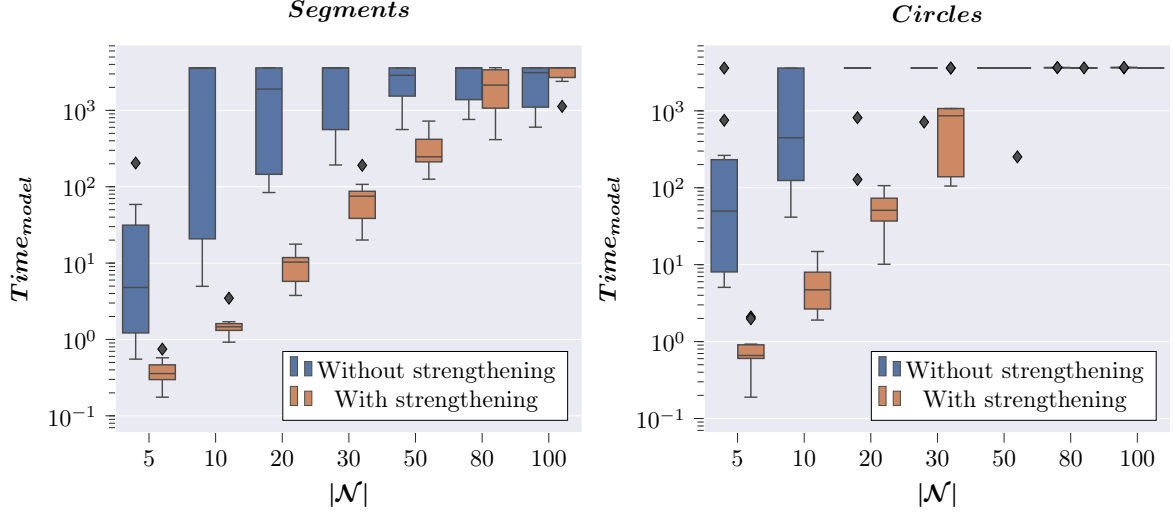 Segments
Time_model
10^3
10^2
10^1
10^0
10^−1
5 10 20 30 50 80 100
|𝒩|
Without strengthening
With strengthening
Circles
Time_model
10^3
10^2
10^1
10^0
10^−1
5 10 20 30 50 80 100
|𝒩|
Without strengthening
With strengthening